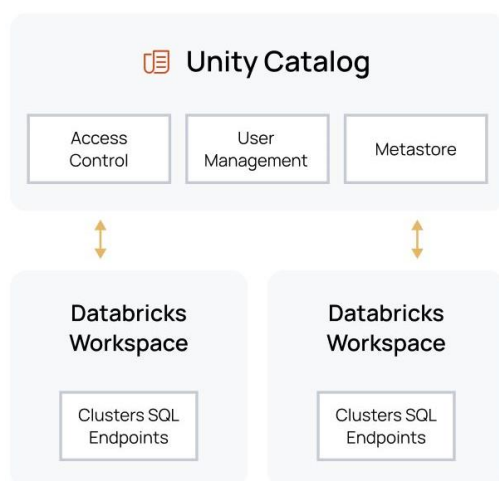 Unity Catalog
Access
Control
User
Management
Metastore
Databricks
Workspace
Clusters SQL
Endpoints
Databricks
Workspace
Clusters SQL
Endpoints